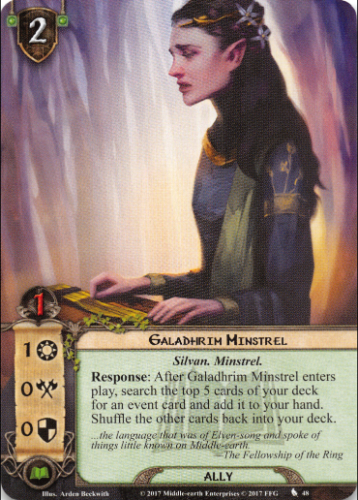 2
1
1
0
0
Galadhrim Minstrel
Silvan. Minstrel.
Response: After Galadhrim Minstrel enters
play, search the top 5 cards of your deck
for an event card and add it to your hand.
Shuffle the other cards back into your deck.
...the language that was of Elven-song and spoke of
things little known on Middle-earth.
—The Fellowship of the Ring
ALLY
Illus. Arden Beckwith
© 2017 Middle-earth Enterprises © 2017 FFG
48